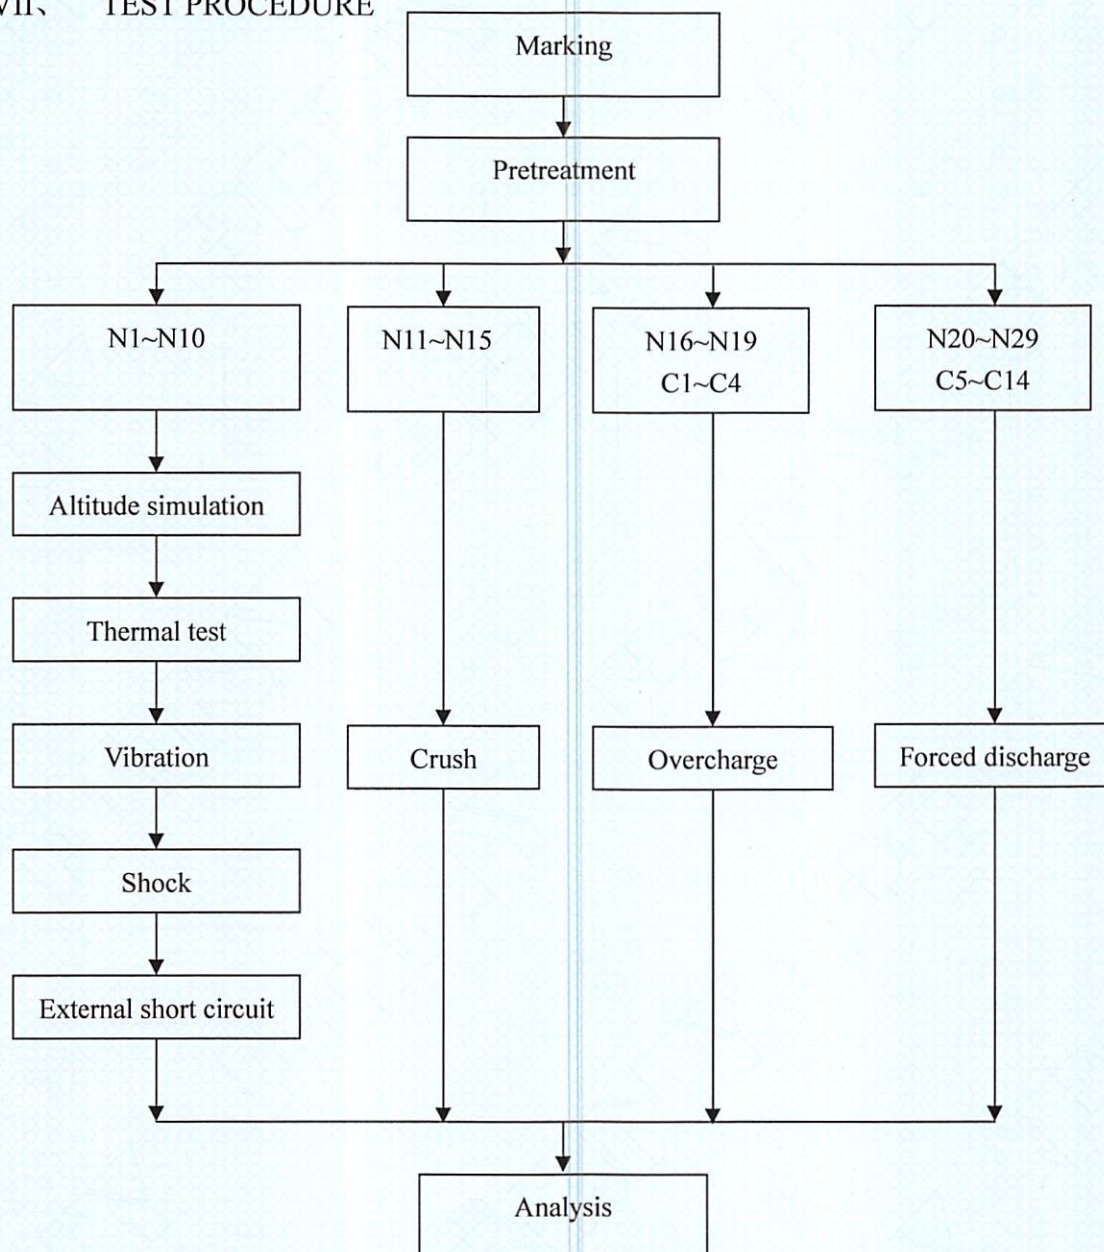 VII、 TEST PROCEDURE
Marking
Pretreatment
N1~N10
N11~N15
N16~N19
C1~C4
N20~N29
C5~C14
Altitude simulation
Thermal test
Vibration
Crush
Overcharge
Forced discharge
Shock
External short circuit
Analysis